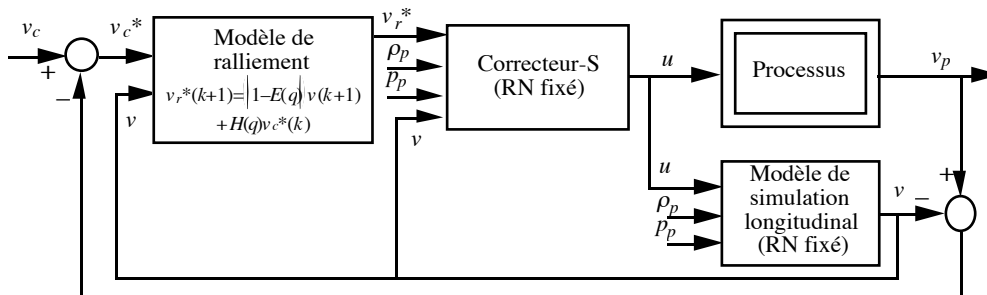 v_c
+
−
v_c*
v
Modèle de
ralliement
v_r*(k+1)=(1−E(q)) v(k+1)
+H(q)v_c*(k)
v_r*
ρ_p
p_p
v
Correcteur-S
(RN fixé)
u
Processus
v_p
u
ρ_p
p_p
Modèle de
simulation
longitudinal
(RN fixé)
v
−
+